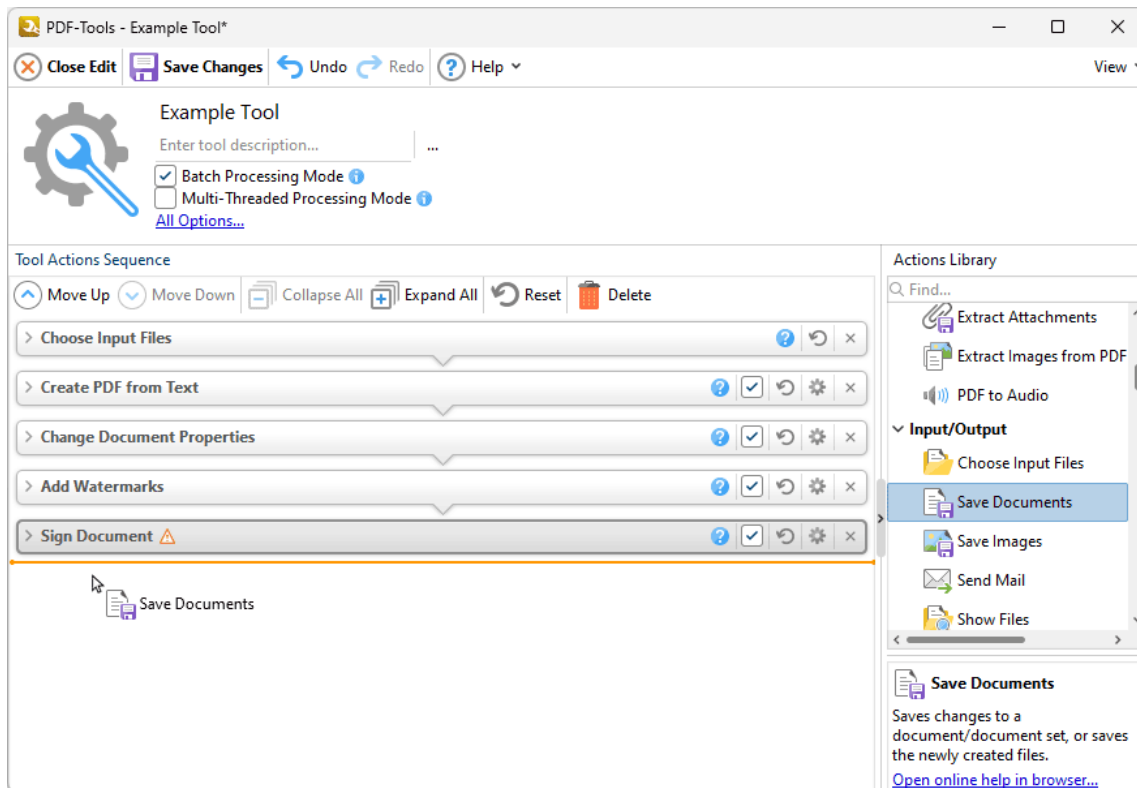 PDF-Tools - Example Tool*
Close Edit Save Changes Undo Redo ? Help View
Example Tool
Enter tool description... ...
Batch Processing Mode i
Multi-Threaded Processing Mode i
All Options...
Tool Actions Sequence
Move Up Move Down Collapse All Expand All Reset Delete
Choose Input Files ?
Create PDF from Text ?
Change Document Properties ?
Add Watermarks ?
Sign Document ?
Save Documents
Actions Library
Find...
Extract Attachments
Extract Images from PDF
PDF to Audio
Input/Output
Choose Input Files
Save Documents
Save Images
Send Mail
Show Files
Save Documents
Saves changes to a
document/document set, or saves
the newly created files.
Open online help in browser...